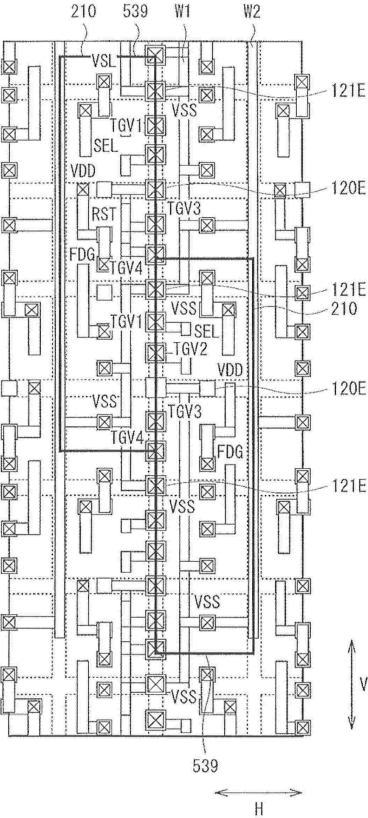 210 539 W1 W2
VSL
121E
VSS
TGV1
SEL
VDD
120E
RST
TGV3
FDG
TGV4
121E
VSS
210
TGV1
SEL
TGV2
VDD
120E
VSS
TGV3
TGV4
FDG
121E
VSS
VSS
V
VSS
539
H